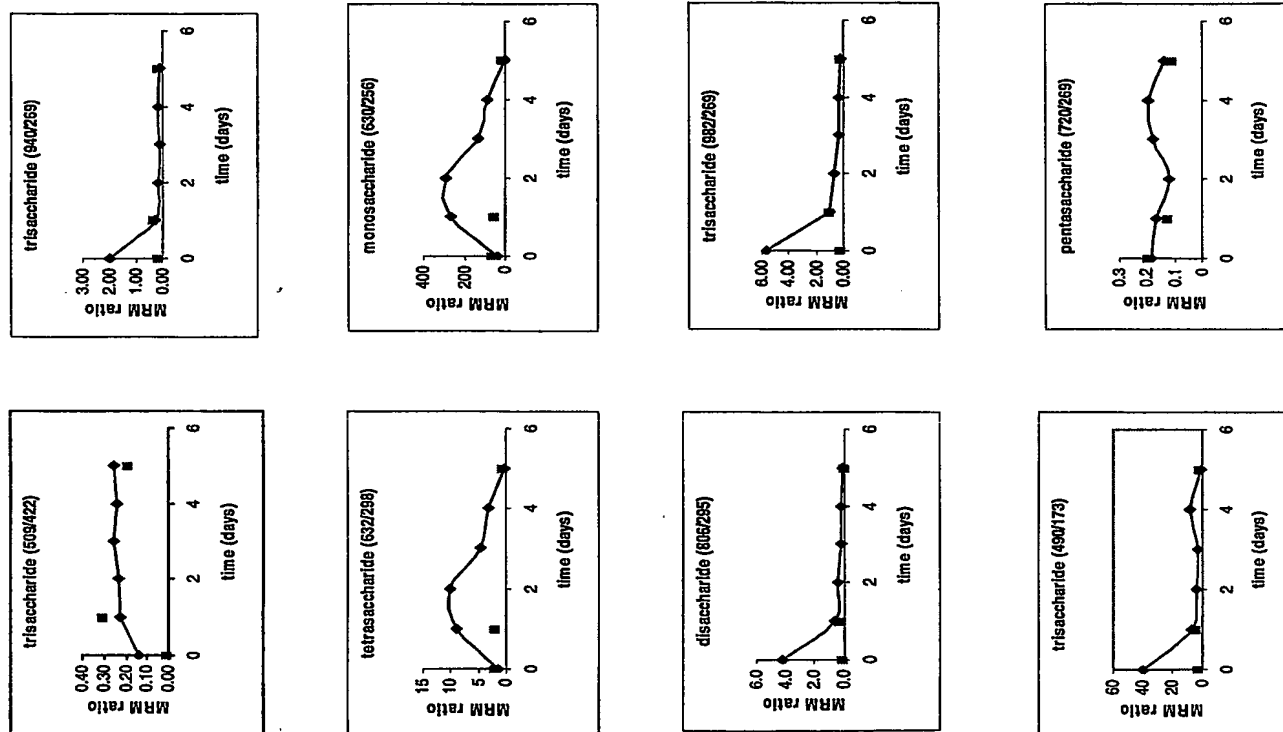 trisaccharide (509/422)
MRM ratio
0.40
0.30
0.20
0.10
0.00
0 2 4 6
time (days)
trisaccharide (940/269)
MRM ratio
3.00
2.00
1.00
0.00
0 2 4 6
time (days)
tetrasaccharide (632/298)
MRM ratio
15
10
5
0
0 2 4 6
time (days)
monosaccharide (630/256)
MRM ratio
400
200
0
0 2 4 6
time (days)
disaccharide (806/295)
MRM ratio
6.0
4.0
2.0
0.0
0 2 4 6
time (days)
trisaccharide (982/269)
MRM ratio
6.00
4.00
2.00
0.00
0 2 4 6
time (days)
trisaccharide (490/173)
MRM ratio
60
40
20
0
0 2 4 6
time (days)
pentasaccharide (720/269)
MRM ratio
0.3
0.2
0.1
0
0 2 4 6
time (days)